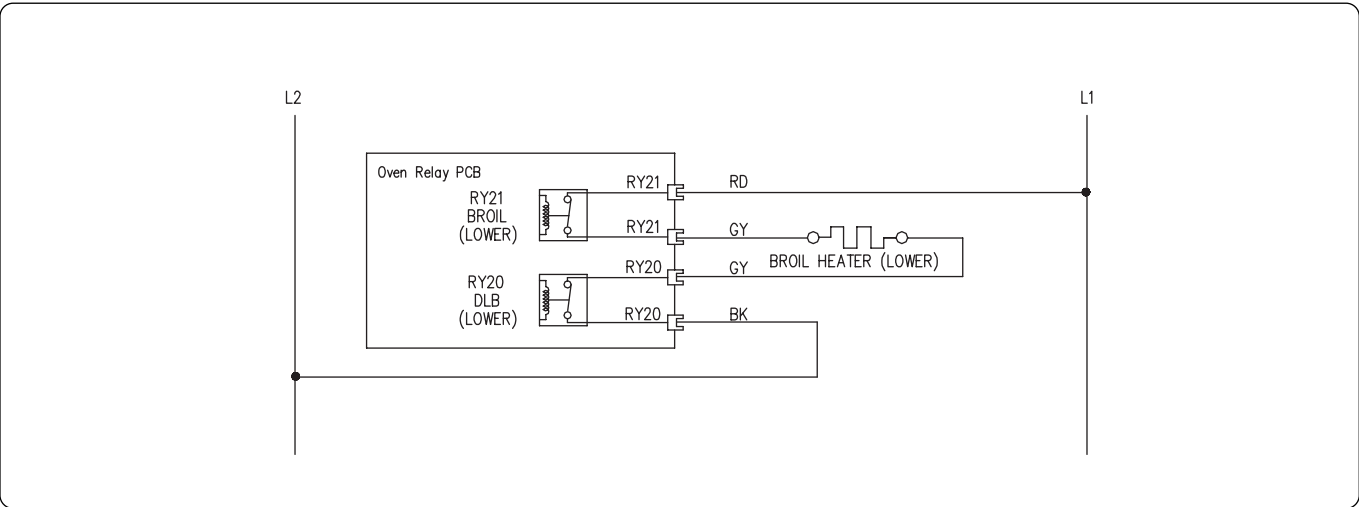 L2
L1
Oven Relay PCB
RY21
BROIL
(LOWER)
RY21
RD
RY21
GY
BROIL HEATER (LOWER)
RY20
DLB
(LOWER)
RY20
GY
RY20
BK